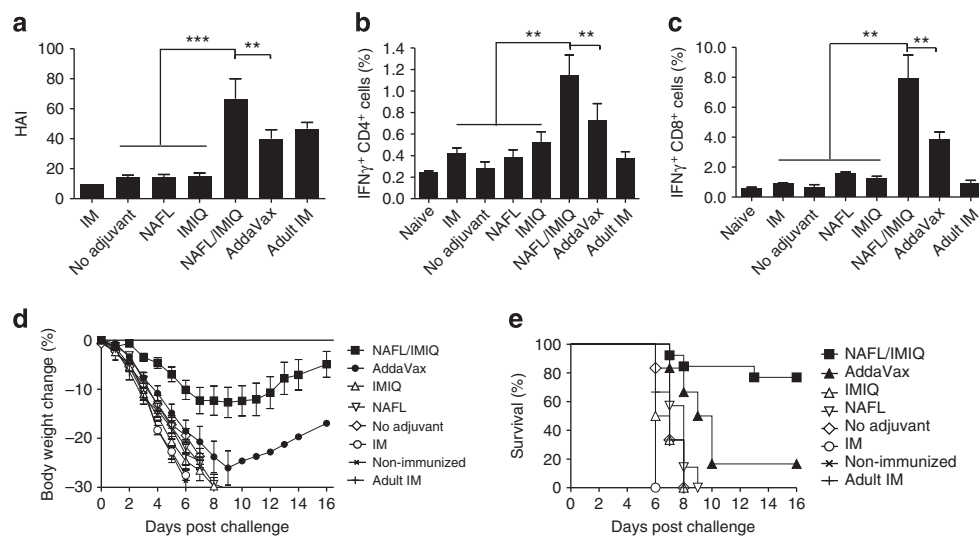 a
HAI
100
80
60
40
20
0
***
**
IM
No adjuvant
NAFL
IMIQ
NAFL/IMIQ
AddaVax
Adult IM
b
IFNγ+ CD4+ cells (%)
1.4
1.2
1.0
0.8
0.6
0.4
0.2
0.0
**
**
Naive
IM
No adjuvant
NAFL
IMIQ
NAFL/IMIQ
AddaVax
Adult IM
c
IFNγ+ CD8+ cells (%)
10.0
8.0
6.0
4.0
2.0
0.0
**
**
Naive
IM
No adjuvant
NAFL
IMIQ
NAFL/IMIQ
AddaVax
Adult IM
d
Body weight change (%)
0
−10
−20
−30
0 2 4 6 8 10 12 14 16
Days post challenge
NAFL/IMIQ
AddaVax
IMIQ
NAFL
No adjuvant
IM
Non-immunized
Adult IM
e
Survival (%)
100
80
60
40
20
0
0 2 4 6 8 10 12 14 16
Days post challenge
NAFL/IMIQ
AddaVax
IMIQ
NAFL
No adjuvant
IM
Non-immunized
Adult IM